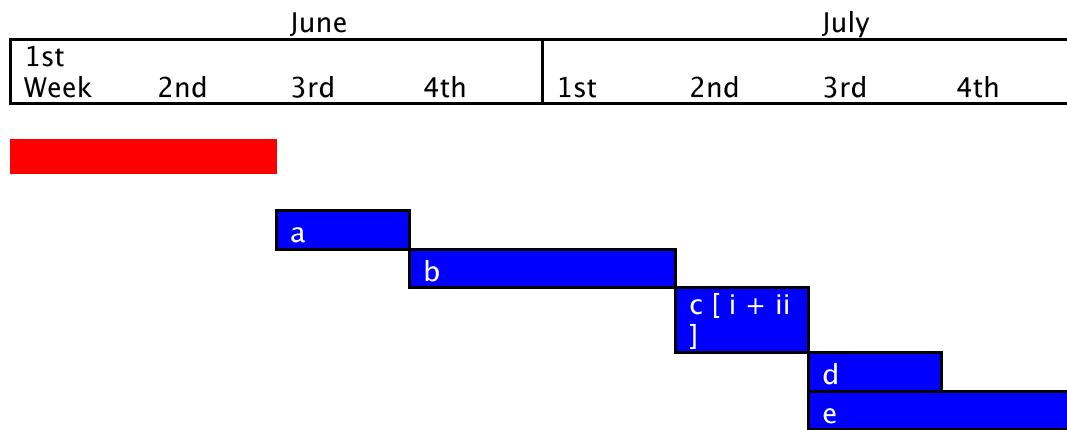 June July
1st
Week 2nd 3rd 4th 1st 2nd 3rd 4th
a
b
c [ i + ii
]
d
e